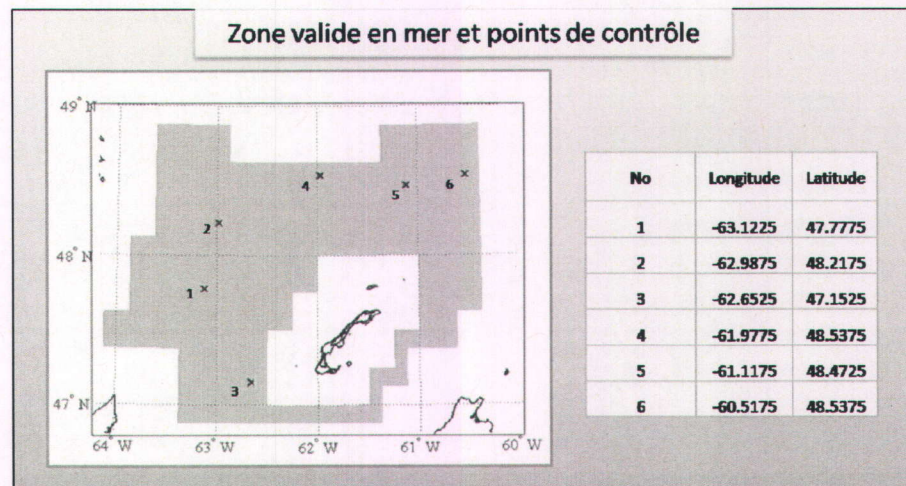 Zone valide en mer et points de contrôle
49° N
48° N
47° N
64° W
63° W
62° W
61° W
60° W
1
2
3
4
5
6
No Longitude Latitude
1 -63.1225 47.7775
2 -62.9875 48.2175
3 -62.6525 47.1525
4 -61.9775 48.5375
5 -61.1175 48.4725
6 -60.5175 48.5375